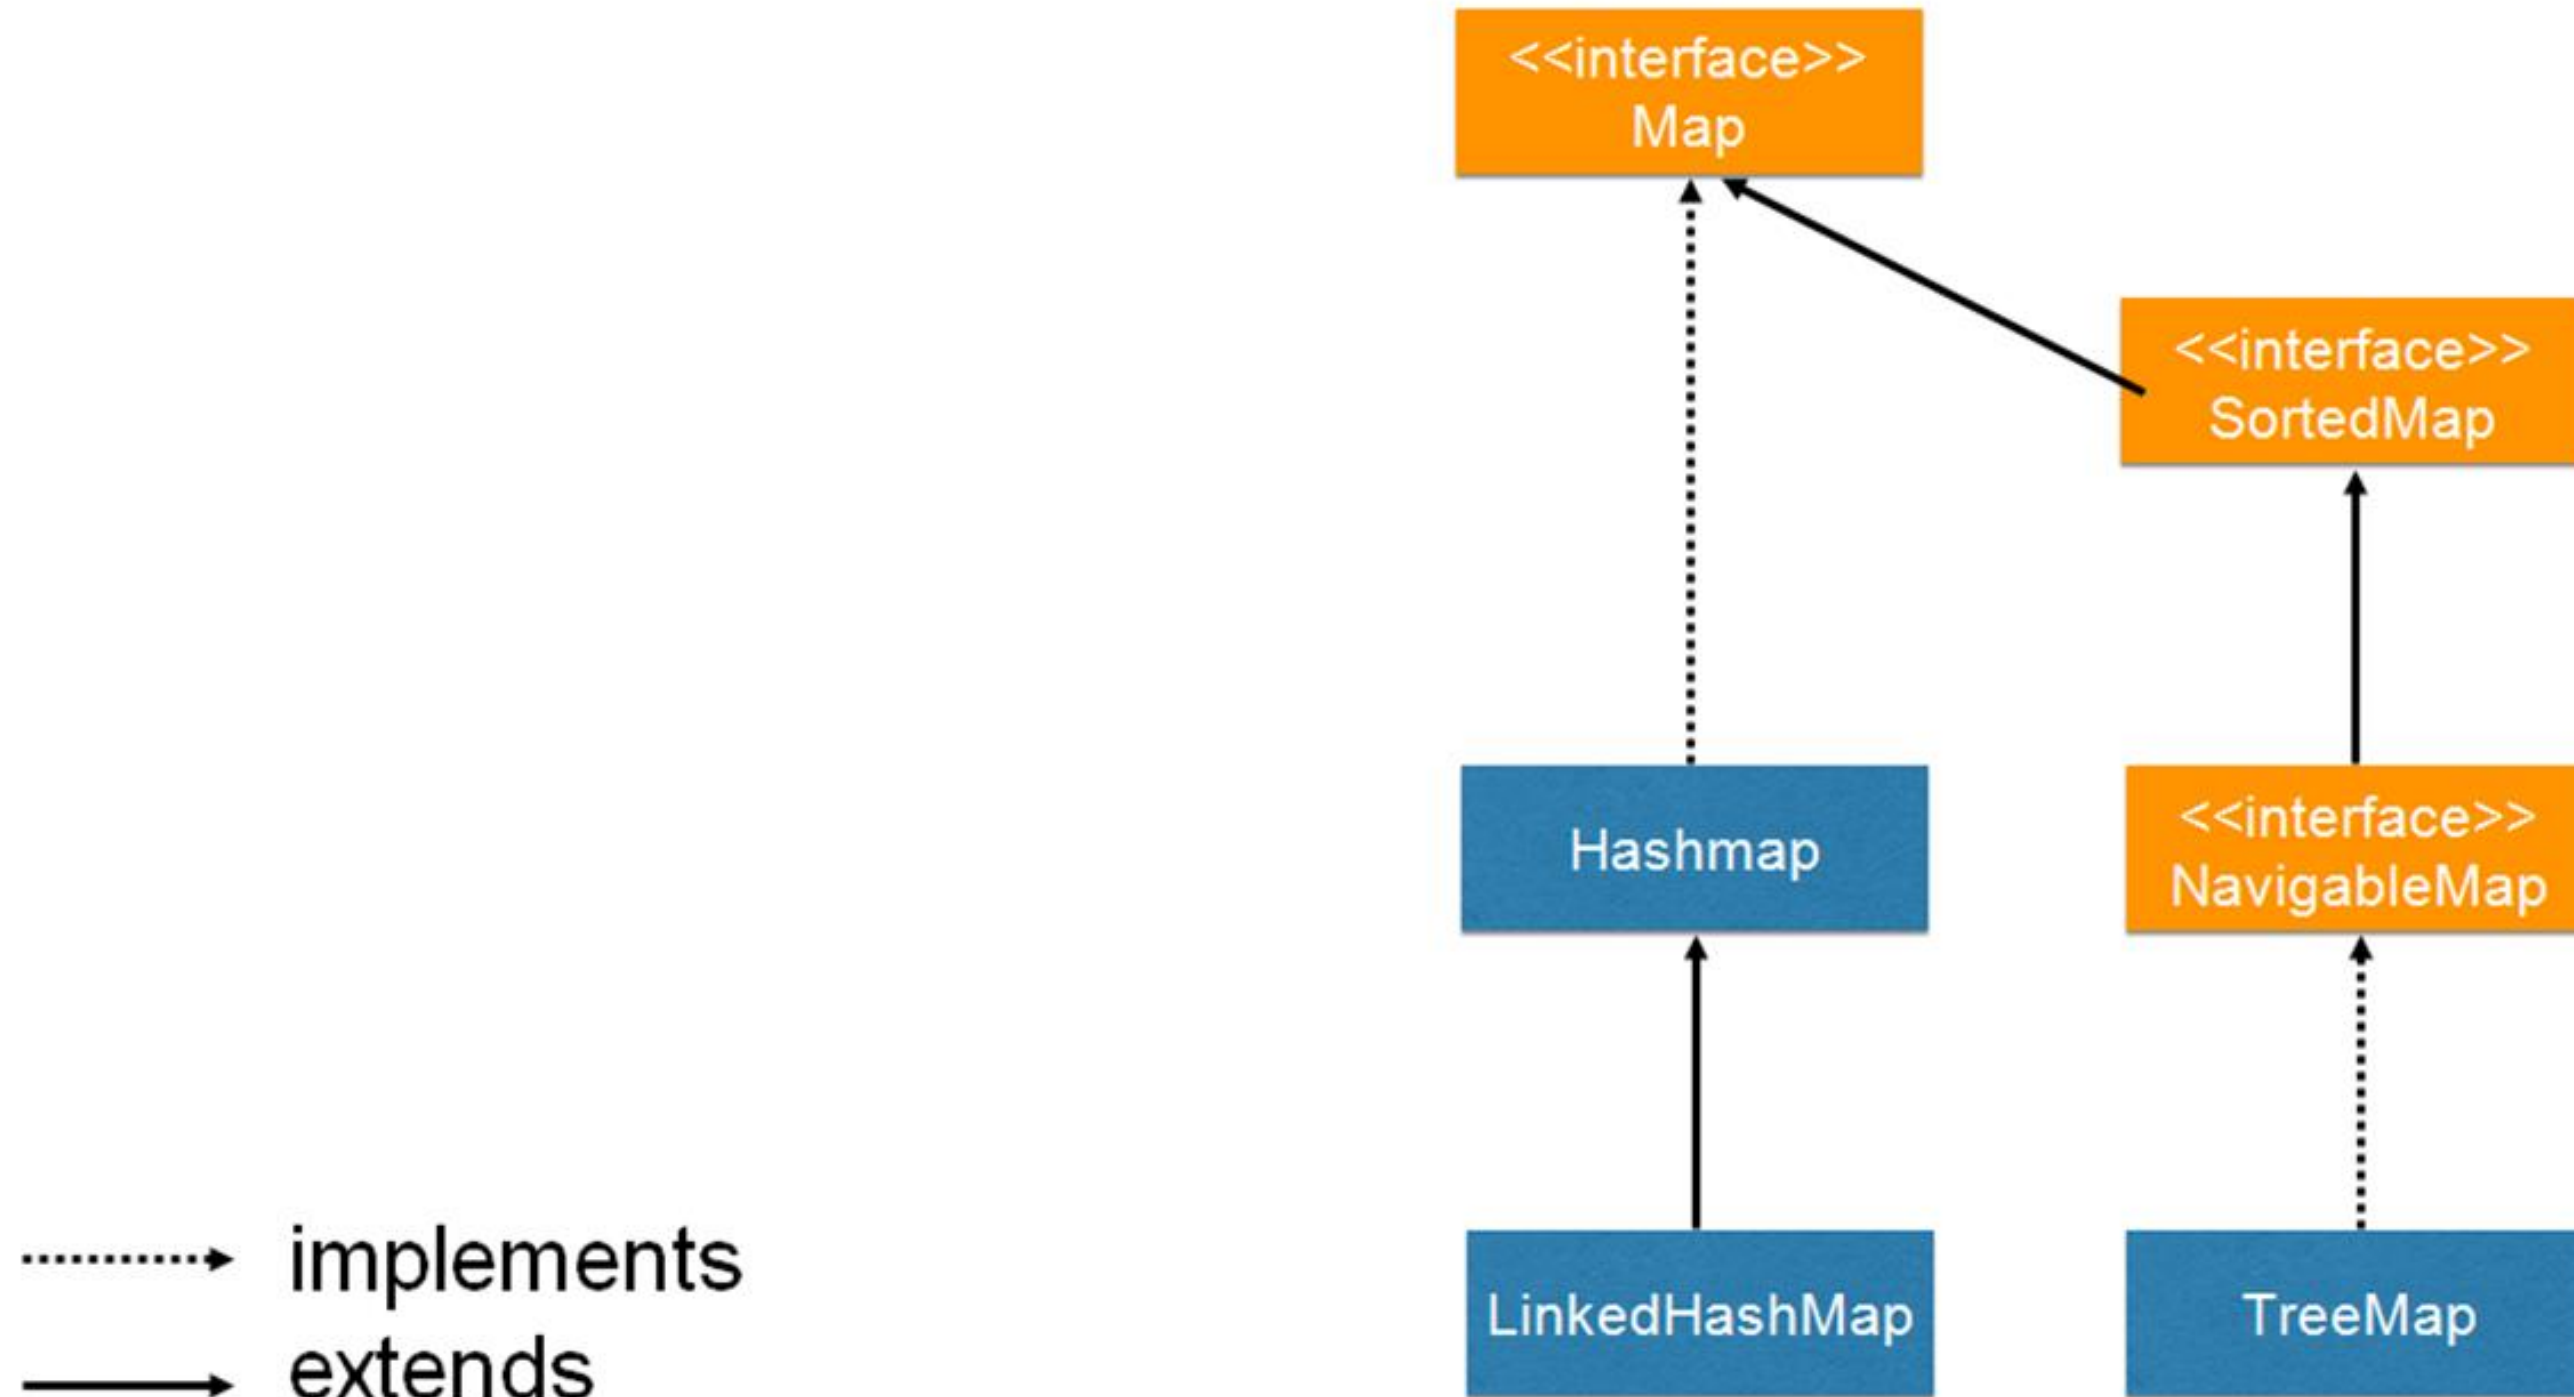 <<interface>>
Map
<<interface>>
SortedMap
Hashmap
<<interface>>
NavigableMap
LinkedHashMap
TreeMap
implements
extends